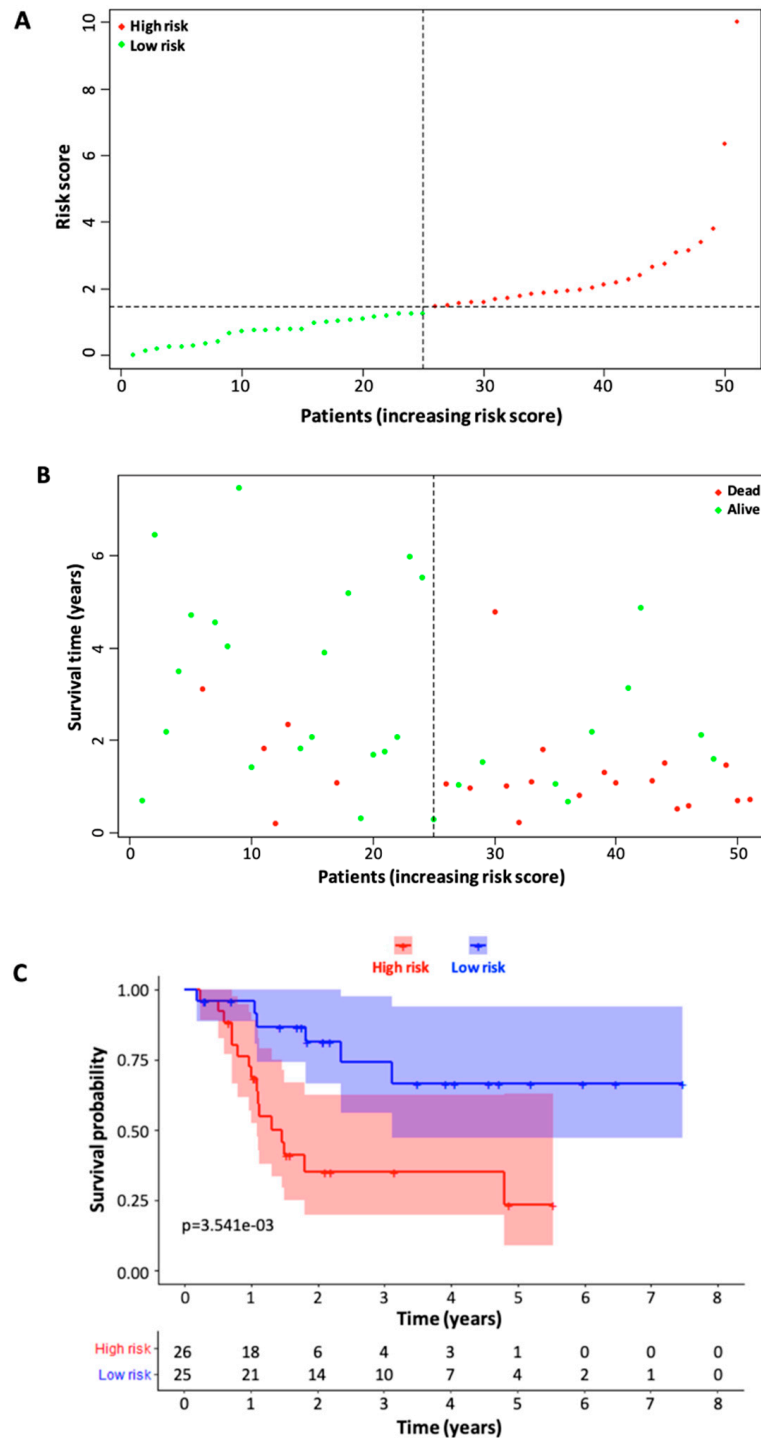 A
High risk
Low risk
10
8
6
4
2
0
Risk score
0 10 20 30 40 50
Patients (increasing risk score)
B
Dead
Alive
6
4
2
0
Survival time (years)
0 10 20 30 40 50
Patients (increasing risk score)
C
High risk Low risk
1.00
0.75
0.50
0.25
0.00
Survival probability
p=3.541e-03
0 1 2 3 4 5 6 7 8
Time (years)
High risk 26 18 6 4 3 1 0 0 0
Low risk 25 21 14 10 7 4 2 1 0
0 1 2 3 4 5 6 7 8
Time (years)